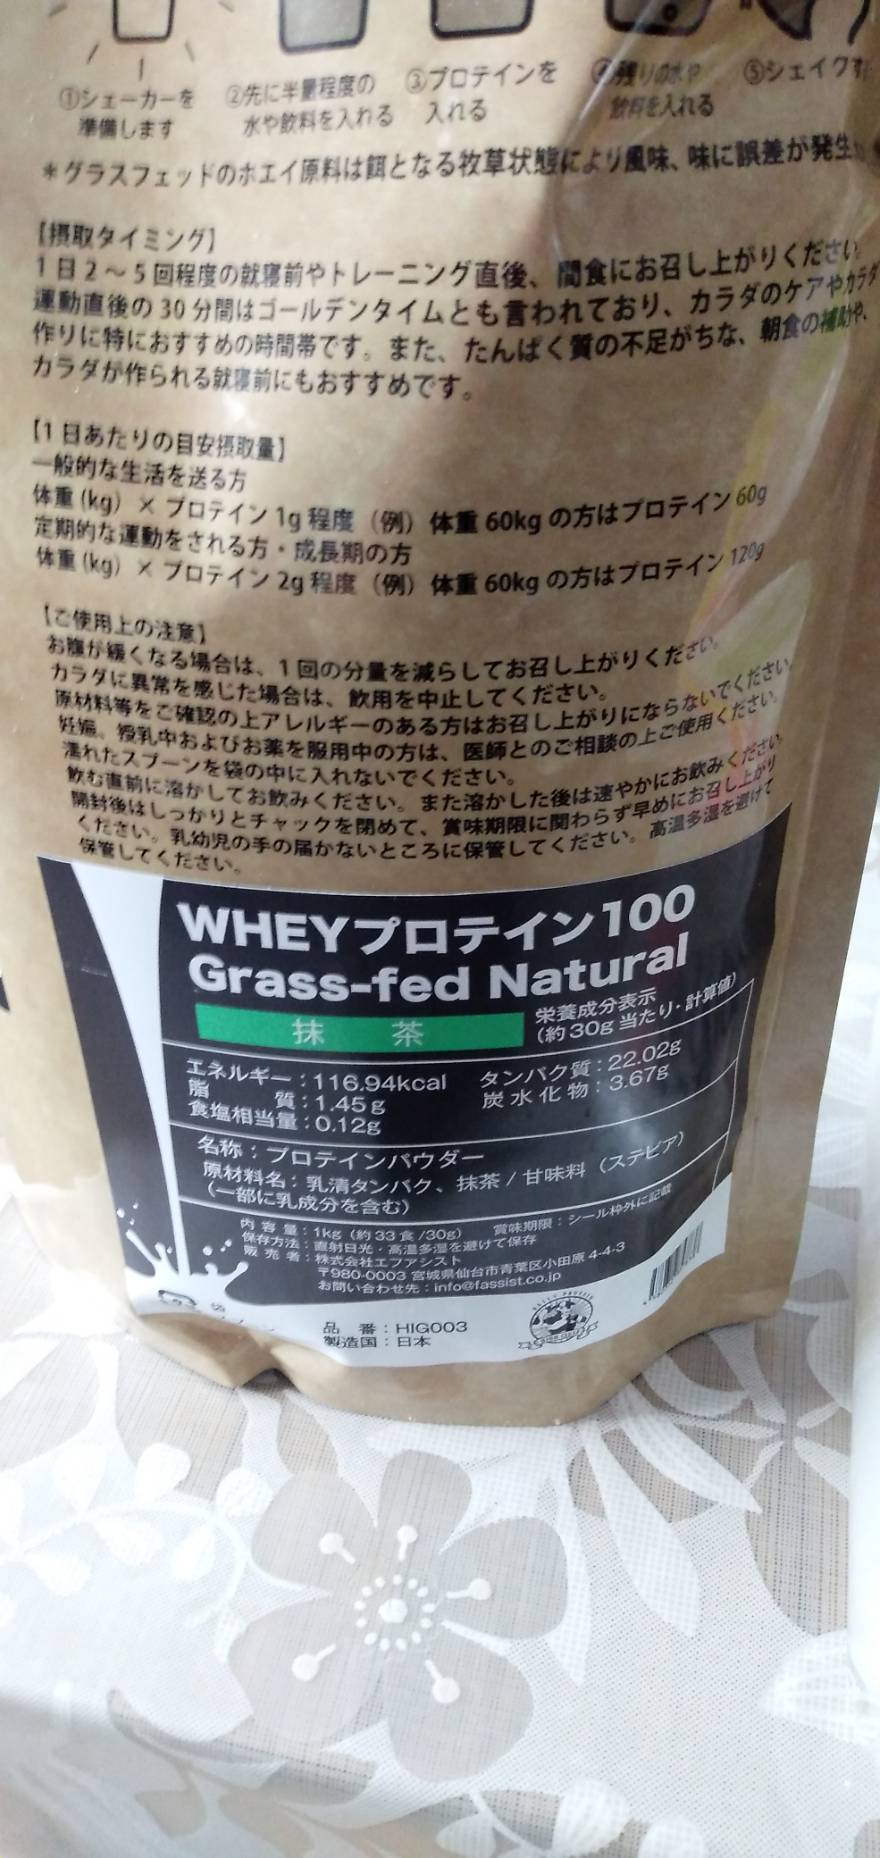 ①シェーカーを
準備します
②先に半量程度の
水や飲料を入れる
③プロテインを
入れる
④残りの水や
飲料を入れる
⑤シェイクす
＊グラスフェッドのホエイ原料は餌となる牧草状態により風味、味に誤差が発生
【摂取タイミング】
1日2～5回程度の就寝前やトレーニング直後、間食にお召し上がりください
運動直後の30分間はゴールデンタイムとも言われており、カラダのケアやカラダ
作りに特におすすめの時間帯です。また、たんぱく質の不足がちな、朝食の補助や、
カラダが作られる就寝前にもおすすめです。
【1日あたりの目安摂取量】
一般的な生活を送る方
体重(kg) × プロテイン 1g 程度 （例）体重 60kg の方はプロテイン 60g
定期的な運動をされる方・成長期の方
体重(kg) × プロテイン 2g 程度 （例）体重 60kg の方はプロテイン 120g
【ご使用上の注意】
お腹が緩くなる場合は、1回の分量を減らしてお召し上がりください。
カラダに異常を感じた場合は、飲用を中止してください。
原材料等をご確認の上アレルギーのある方はお召し上がりにならないでください。
妊娠、授乳中およびお薬を服用中の方は、医師とのご相談の上ご使用ください。
濡れたスプーンを袋の中に入れないでください。
飲む直前に溶かしてお飲みください。また溶かした後は速やかにお飲みください
開封後はしっかりとチャックを閉めて、賞味期限に関わらず早めにお召し上がり
ください。乳幼児の手の届かないところに保管してください。高温多湿を避けて
保管してください。
WHEYプロテイン100
Grass-fed Natural
抹 茶
栄養成分表示
(約30g当たり・計算値)
エネルギー：116.94kcal タンパク質：22.02g
脂 質：1.45g 炭水化物：3.67g
食塩相当量：0.12g
名称：プロテインパウダー
原材料名：乳清タンパク、抹茶 / 甘味料（ステビア）
(一部に乳成分を含む)
内 容 量：1kg（約33食/30g） 賞味期限：シール枠外に記載
保存方法：直射日光・高温多湿を避けて保存
販 売 者：株式会社エフアシスト
〒980-0003 宮城県仙台市青葉区小田原 4-4-3
お問い合わせ先：info@fassist.co.jp
品 番：HIG003
製造国：日本